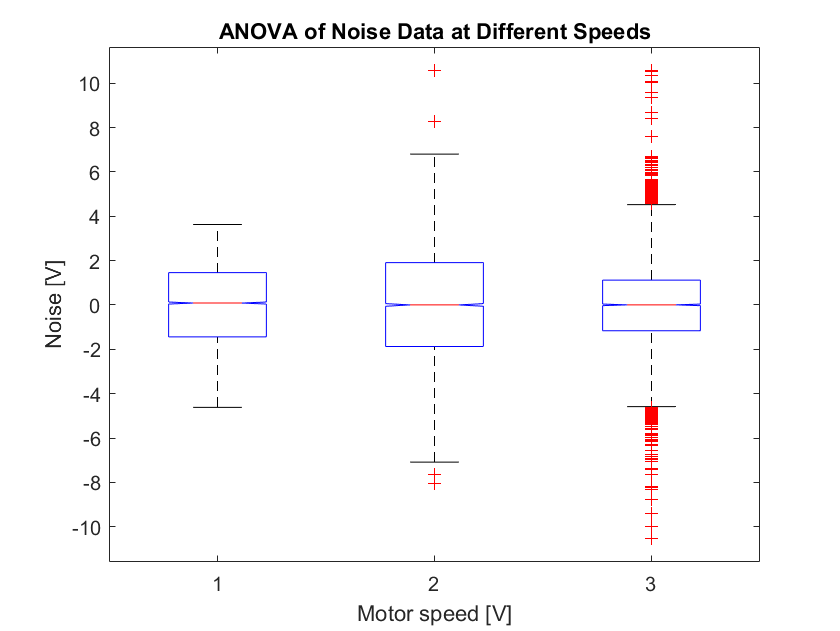 ANOVA of Noise Data at Different Speeds
10
8
6
4
2
0
-2
-4
-6
-8
-10
Noise [V]
1 2 3
Motor speed [V]